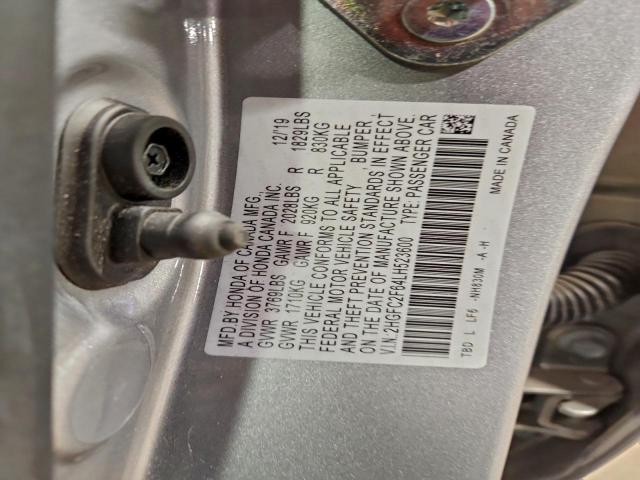 MFD BY HONDA OF CANADA MFG. 12/19
A DIVISION OF HONDA CANADA INC.
GVWR 3769LBS GAWR F 2028LBS R 1829LBS
GVWR 1710KG GAWR F 920KG R 830KG
THIS VEHICLE CONFORMS TO ALL APPLICABLE
FEDERAL MOTOR VEHICLE SAFETY, BUMPER,
AND THEFT PREVENTION STANDARDS IN EFFECT
ON THE DATE OF MANUFACTURE SHOWN ABOVE.
V.I.N:2HGFC2F64LH523800 TYPE: PASSENGER CAR
TBD L LF6 -NH830M -A -H
MADE IN CANADA